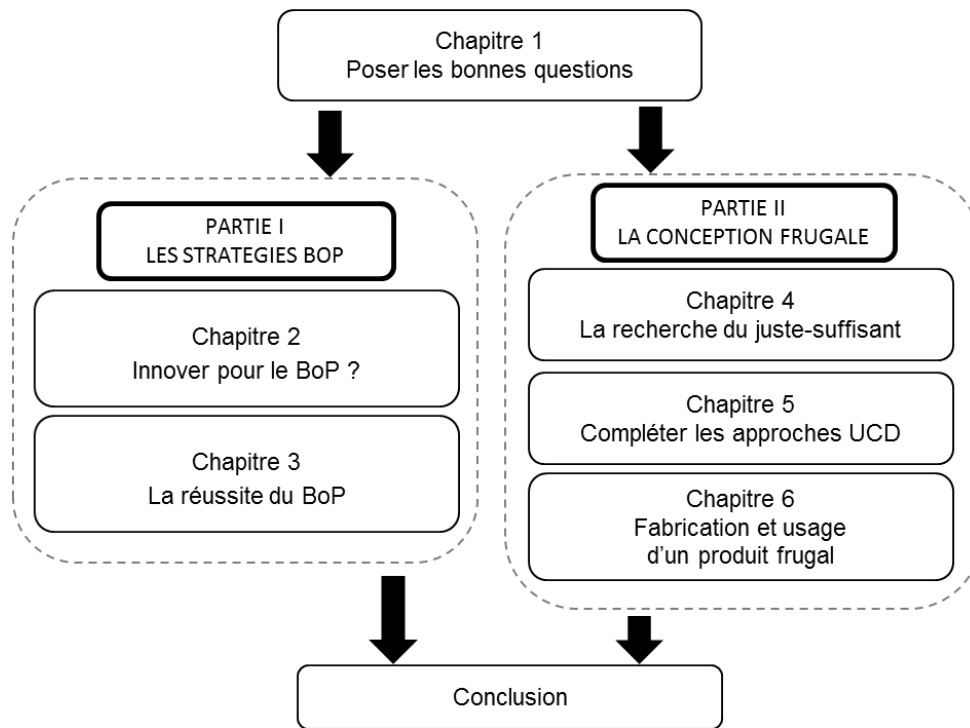 Chapitre 1
Poser les bonnes questions
PARTIE I
LES STRATEGIES BOP
Chapitre 2
Innover pour le BoP ?
Chapitre 3
La réussite du BoP
PARTIE II
LA CONCEPTION FRUGALE
Chapitre 4
La recherche du juste-suffisant
Chapitre 5
Compléter les approches UCD
Chapitre 6
Fabrication et usage
d'un produit frugal
Conclusion